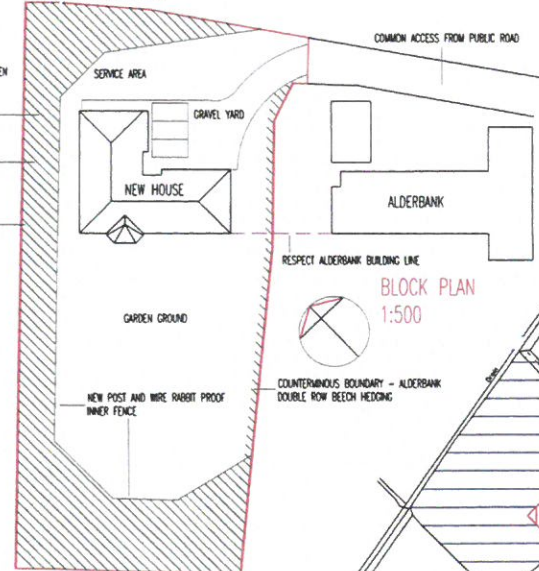 COMMON ACCESS FROM PUBLIC ROAD
SERVICE AREA
GRAVEL YARD
NEW HOUSE
ALDERBANK
RESPECT ALDERBANK BUILDING LINE
BLOCK PLAN
1:500
GARDEN GROUND
COUNTERMINOUS BOUNDARY - ALDERBANK
DOUBLE ROW BEECH HEDGING
NEW POST AND WIRE RABBIT PROOF
INNER FENCE